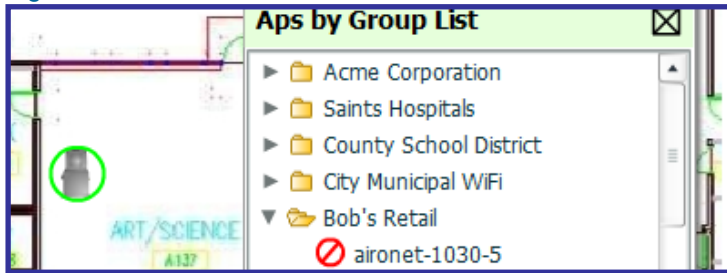 Aps by Group List
Acme Corporation
Saints Hospitals
County School District
City Municipal WiFi
Bob's Retail
aironet-1030-5
ART/SCIENCE
A137